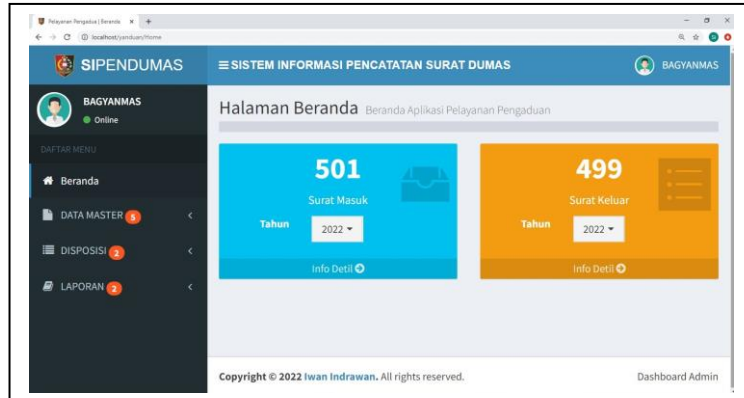 Pelayanan Pengadua | Beranda
localhost/yanduan/Home
SIPENDUMAS
SISTEM INFORMASI PENCATATAN SURAT DUMAS
BAGYANMAS
BAGYANMAS
Online
DAFTAR MENU
Beranda
DATA MASTER 5
DISPOSISI 2
LAPORAN 2
Halaman Beranda Beranda Aplikasi Pelayanan Pengaduan
501
Surat Masuk
Tahun 2022
Info Detil
499
Surat Keluar
Tahun 2022
Info Detil
Copyright © 2022 Iwan Indrawan. All rights reserved.
Dashboard Admin